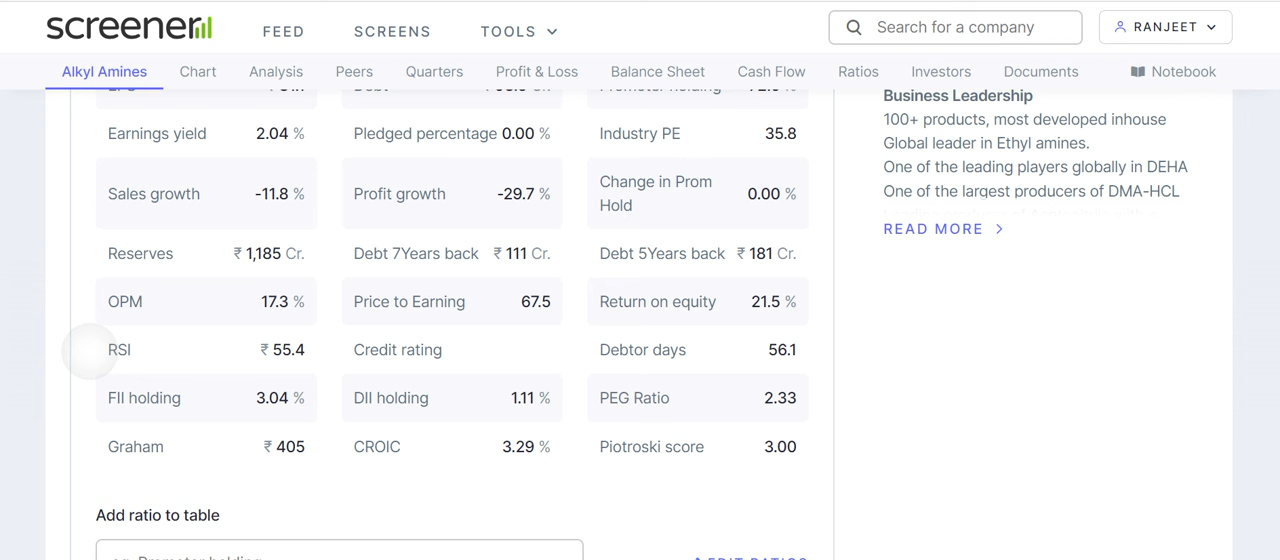 screener
FEED
SCREENS
TOOLS
Search for a company
RANJEET
Alkyl Amines
Chart
Analysis
Peers
Quarters
Profit & Loss
Balance Sheet
Cash Flow
Ratios
Investors
Documents
Notebook
Earnings yield 2.04 %
Pledged percentage 0.00 %
Industry PE 35.8
Sales growth -11.8 %
Profit growth -29.7 %
Change in Prom
Hold 0.00 %
Reserves ₹ 1,185 Cr.
Debt 7Years back ₹ 111 Cr.
Debt 5Years back ₹ 181 Cr.
OPM 17.3 %
Price to Earning 67.5
Return on equity 21.5 %
RSI ₹ 55.4
Credit rating
Debtor days 56.1
FII holding 3.04 %
DII holding 1.11 %
PEG Ratio 2.33
Graham ₹ 405
CROIC 3.29 %
Piotroski score 3.00
Add ratio to table
Business Leadership
100+ products, most developed inhouse
Global leader in Ethyl amines.
One of the leading players globally in DEHA
One of the largest producers of DMA-HCL
READ MORE